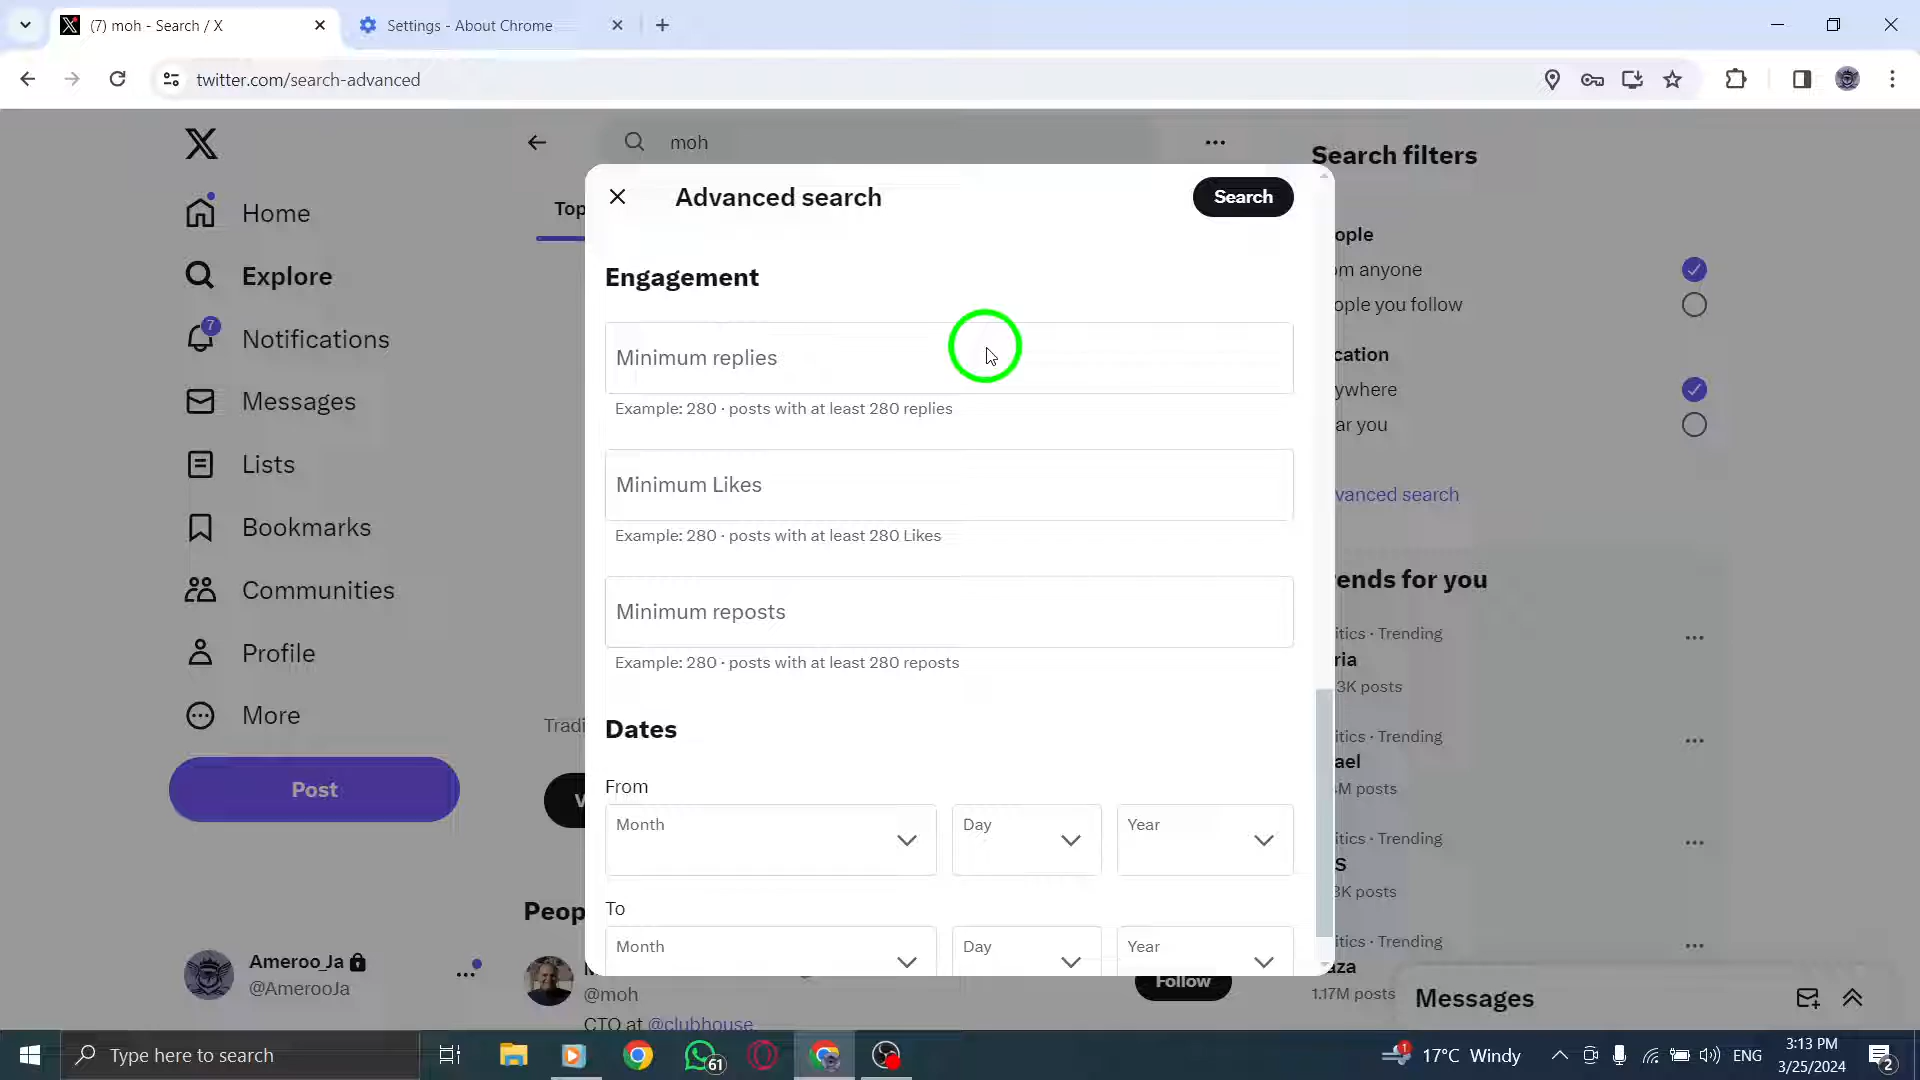 (7) moh - Search / X
Settings - About Chrome
twitter.com/search-advanced
moh
Top
Home
Explore
7
Notifications
Messages
Lists
Bookmarks
Communities
Profile
More
Post
Ameroo_Ja
@AmerooJa
Advanced search
Search
Engagement
Minimum replies
Example: 280 · posts with at least 280 replies
Minimum Likes
Example: 280 · posts with at least 280 Likes
Minimum reposts
Example: 280 · posts with at least 280 reposts
Dates
From
Month
Day
Year
To
Month
Day
Year
Tradi
V
Peop
@moh
CTO at @clubhouse.
Follow
Search filters
ople
om anyone
ople you follow
cation
ywhere
ar you
vanced search
ends for you
itics · Trending
ria
3K posts
itics · Trending
ael
M posts
itics · Trending
S
3K posts
itics · Trending
aza
1.17M posts
Messages
Type here to search
61
1
17°C Windy
ENG
3:13 PM
3/25/2024
2